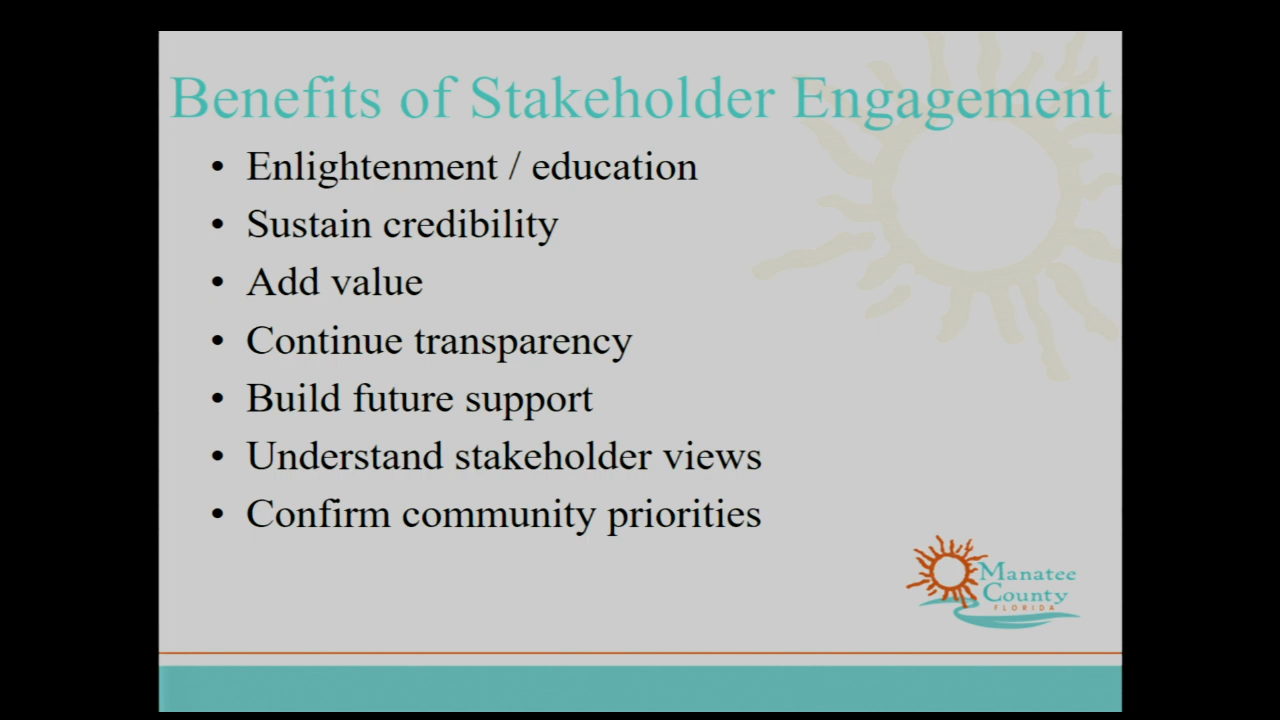 Benefits of Stakeholder Engagement
• Enlightenment / education
• Sustain credibility
• Add value
• Continue transparency
• Build future support
• Understand stakeholder views
• Confirm community priorities
Manatee
County
FLORIDA